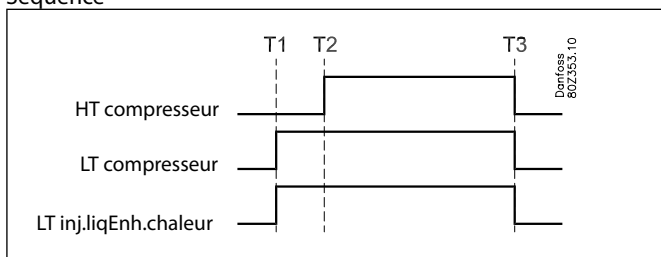 Séquence
T1 T2 T3
Danfoss
80Z353.10
HT compresseur
LT compresseur
LT inj.liqEnh.chaleur